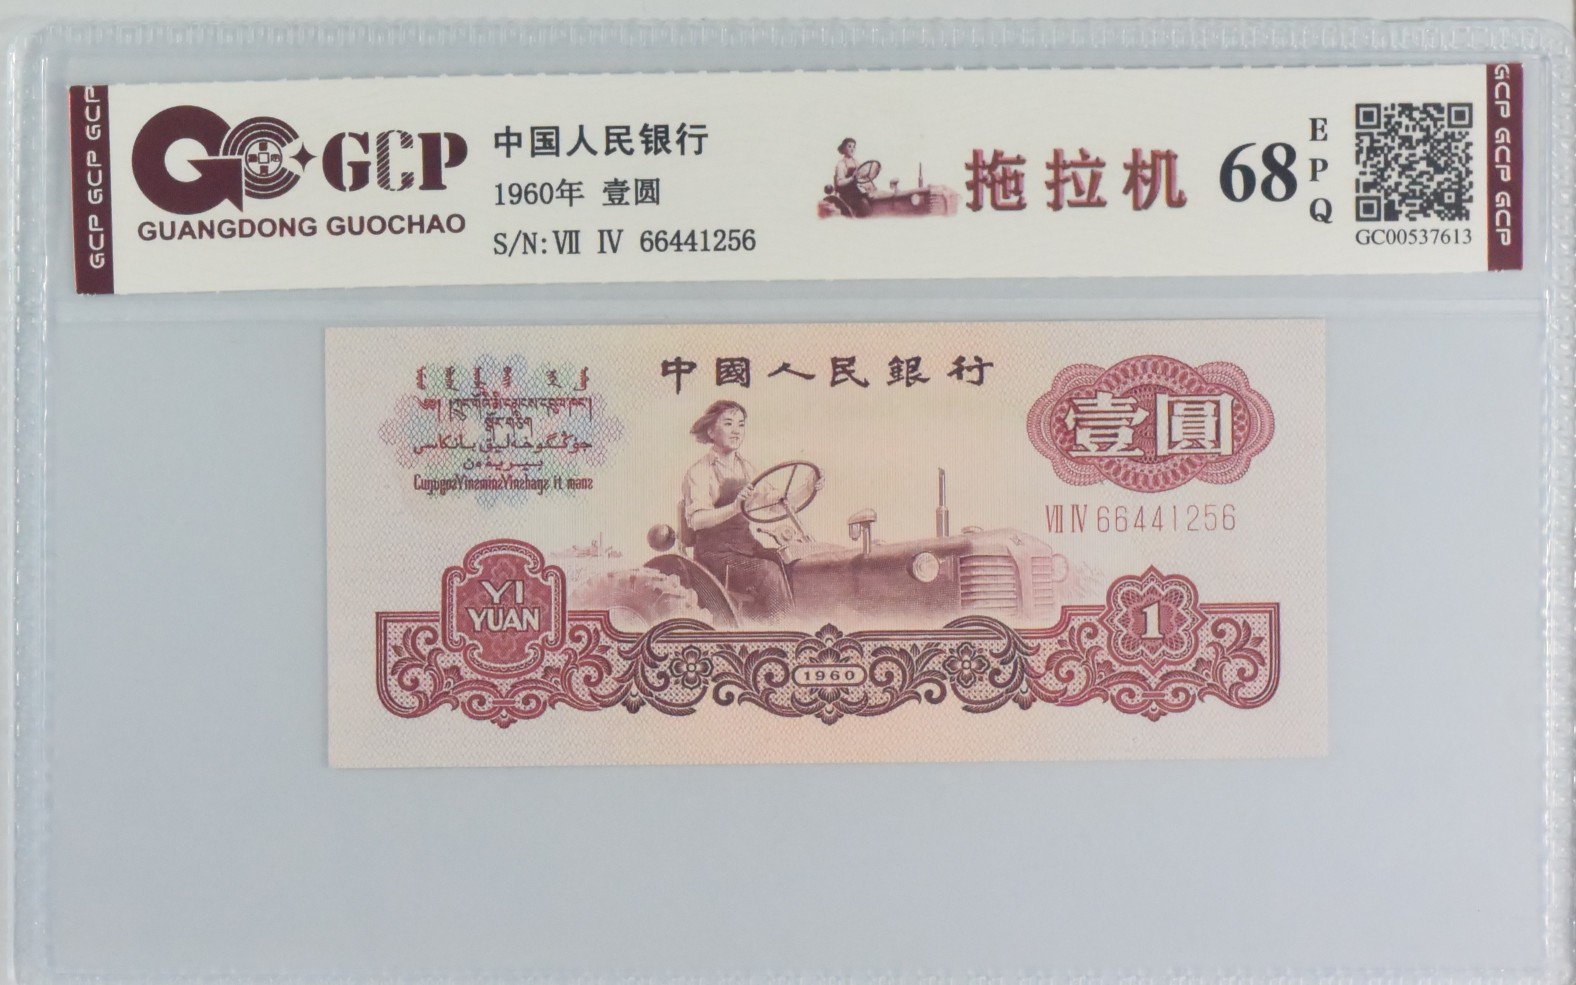 GCP GCP GCP
GCP
GUANGDONG GUOCHAO
中国人民银行
1960年 壹圆
S/N: Ⅶ Ⅳ 66441256
拖拉机
68
EPQ
GC00537613
GCP GCP GCP
中國人民銀行
壹圓
Ⅶ Ⅳ 66441256
YI
YUAN
1960
1